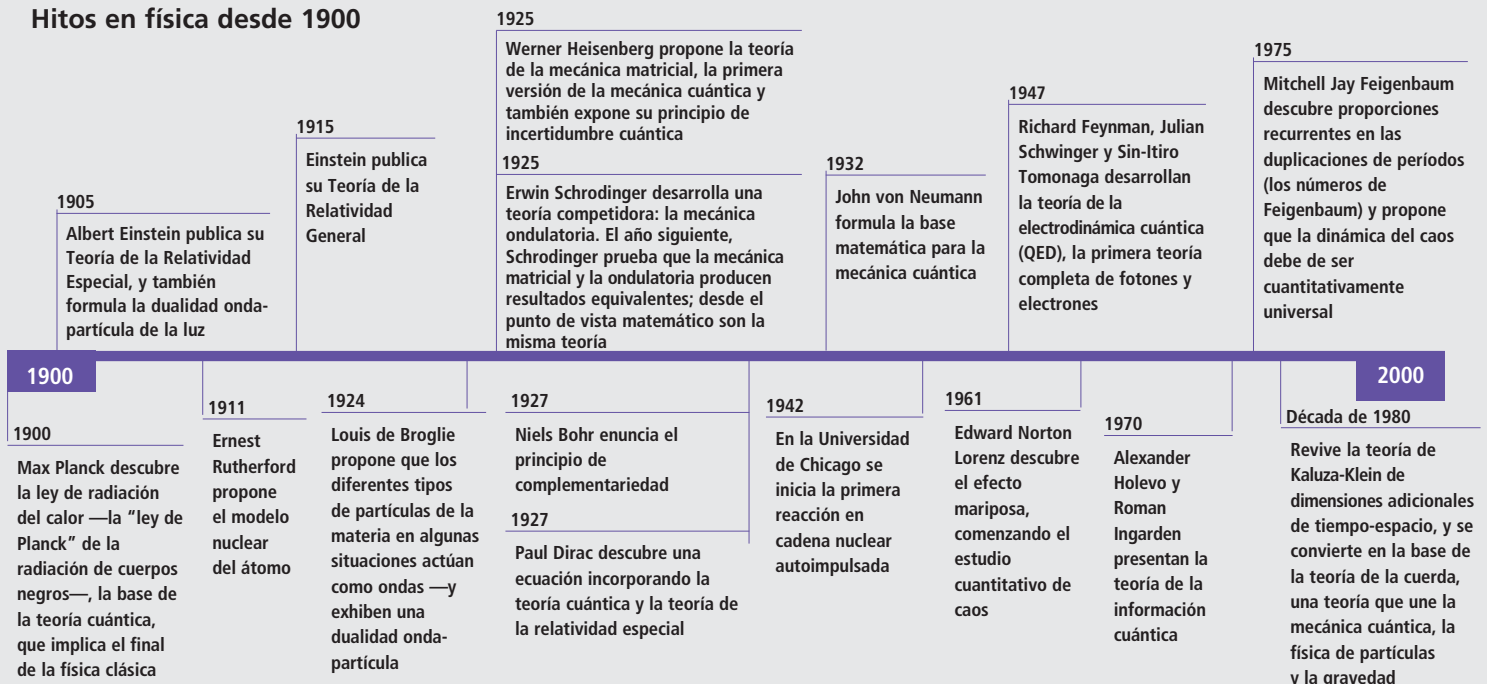 Hitos en física desde 1900
1905
Albert Einstein publica su
Teoría de la Relatividad
Especial, y también
formula la dualidad onda-
partícula de la luz
1915
Einstein publica
su Teoría de la
Relatividad
General
1925
Werner Heisenberg propone la teoría
de la mecánica matricial, la primera
versión de la mecánica cuántica y
también expone su principio de
incertidumbre cuántica
1925
Erwin Schrodinger desarrolla una
teoría competidora: la mecánica
ondulatoria. El año siguiente,
Schrodinger prueba que la mecánica
matricial y la ondulatoria producen
resultados equivalentes; desde el
punto de vista matemático son la
misma teoría
1932
John von Neumann
formula la base
matemática para la
mecánica cuántica
1947
Richard Feynman, Julian
Schwinger y Sin-Itiro
Tomonaga desarrollan
la teoría de la
electrodinámica cuántica
(QED), la primera teoría
completa de fotones y
electrones
1975
Mitchell Jay Feigenbaum
descubre proporciones
recurrentes en las
duplicaciones de períodos
(los números de
Feigenbaum) y propone
que la dinámica del caos
debe de ser
cuantitativamente
universal
1900
2000
1900
Max Planck descubre
la ley de radiación
del calor —la “ley de
Planck” de la
radiación de cuerpos
negros—, la base de
la teoría cuántica,
que implica el final
de la física clásica
1911
Ernest
Rutherford
propone
el modelo
nuclear
del átomo
1924
Louis de Broglie
propone que los
diferentes tipos
de partículas de la
materia en algunas
situaciones actúan
como ondas —y
exhiben una
dualidad onda-
partícula
1927
Niels Bohr enuncia el
principio de
complementariedad
1927
Paul Dirac descubre una
ecuación incorporando la
teoría cuántica y la teoría de
la relatividad especial
1942
En la Universidad
de Chicago se
inicia la primera
reacción en
cadena nuclear
autoimpulsada
1961
Edward Norton
Lorenz descubre
el efecto
mariposa,
comenzando el
estudio
cuantitativo de
caos
1970
Alexander
Holevo y
Roman
Ingarden
presentan la
teoría de la
información
cuántica
Década de 1980
Revive la teoría de
Kaluza-Klein de
dimensiones adicionales
de tiempo-espacio, y se
convierte en la base de
la teoría de la cuerda,
una teoría que une la
mecánica cuántica, la
física de partículas
y la gravedad